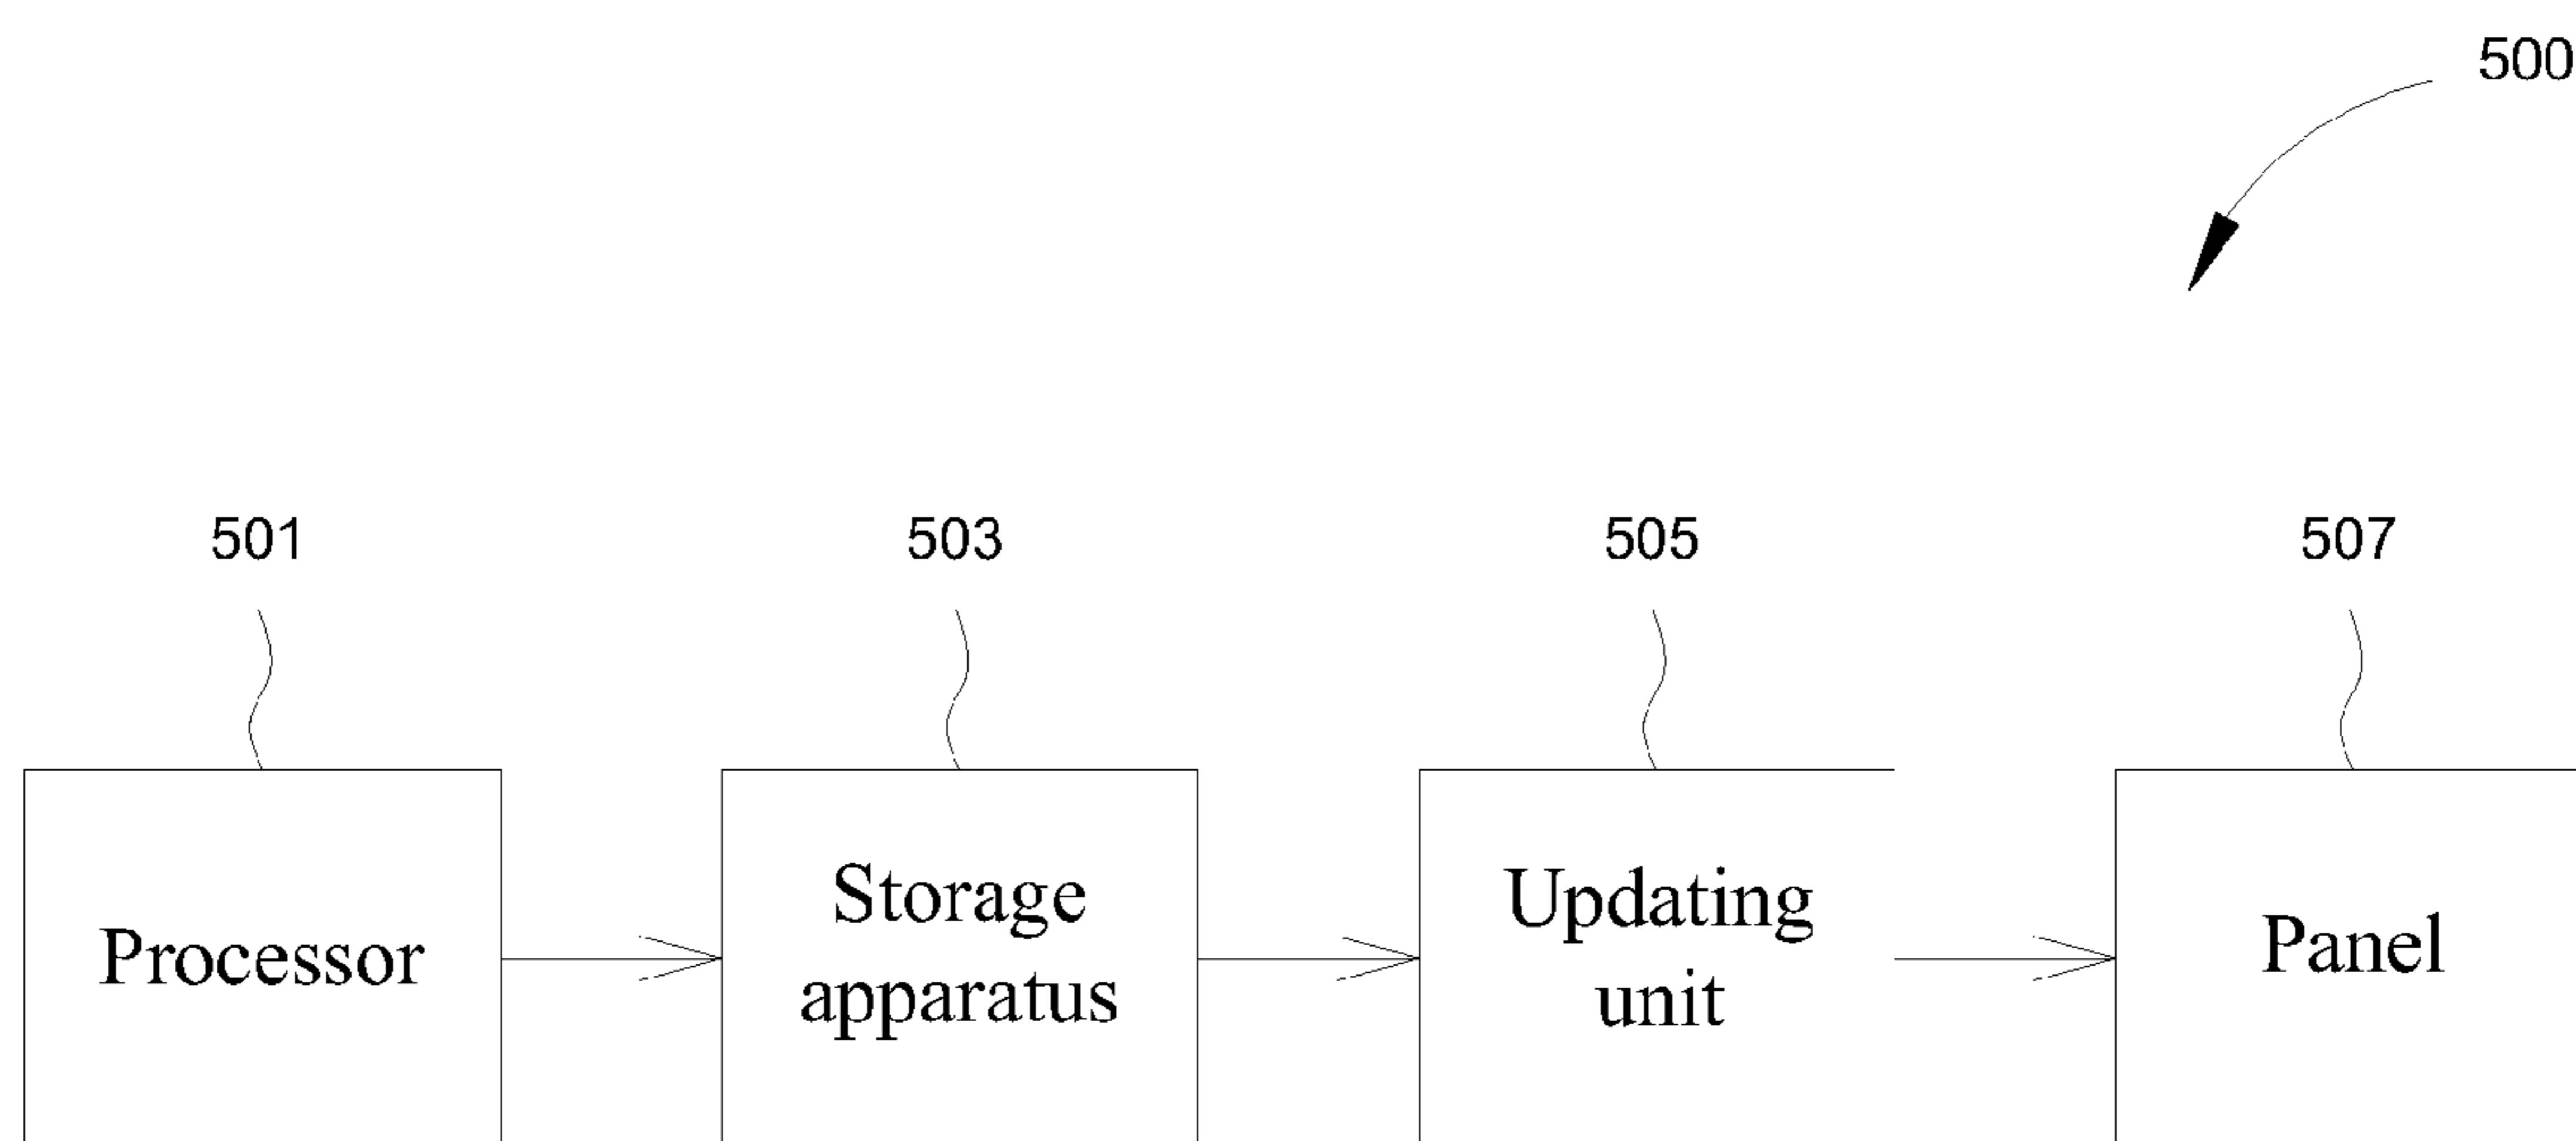 500
501
503
505
507
Processor
Storage
apparatus
Updating
unit
Panel